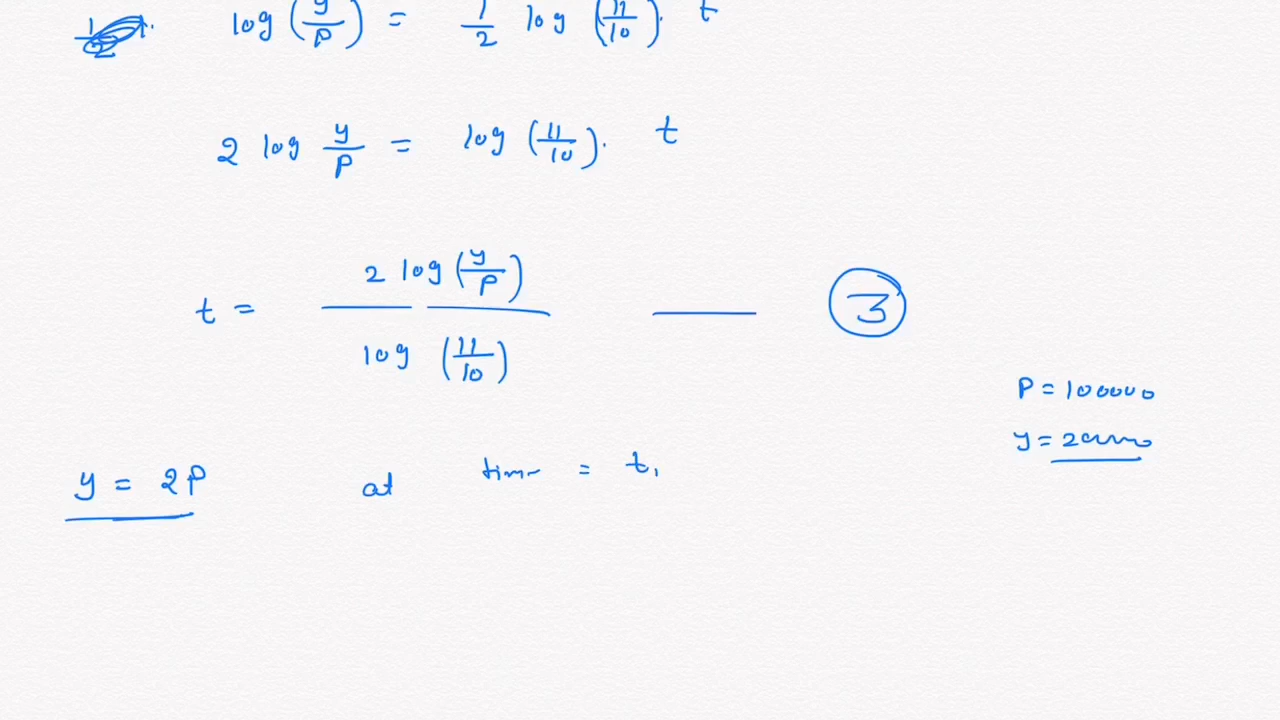 log (y/P) = 1/2 log (11/10). t
2 log y/P = log (11/10). t
t = 2 log (y/P) / log (11/10) —— 3
P = 100000
y = 200000
y = 2P at time = t₁